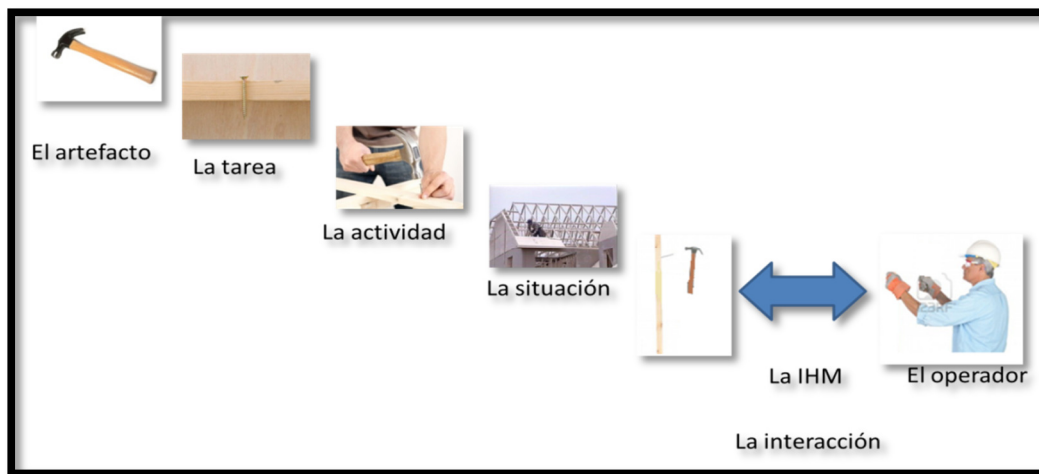 El artefacto
La tarea
La actividad
La situación
La IHM
El operador
La interacción